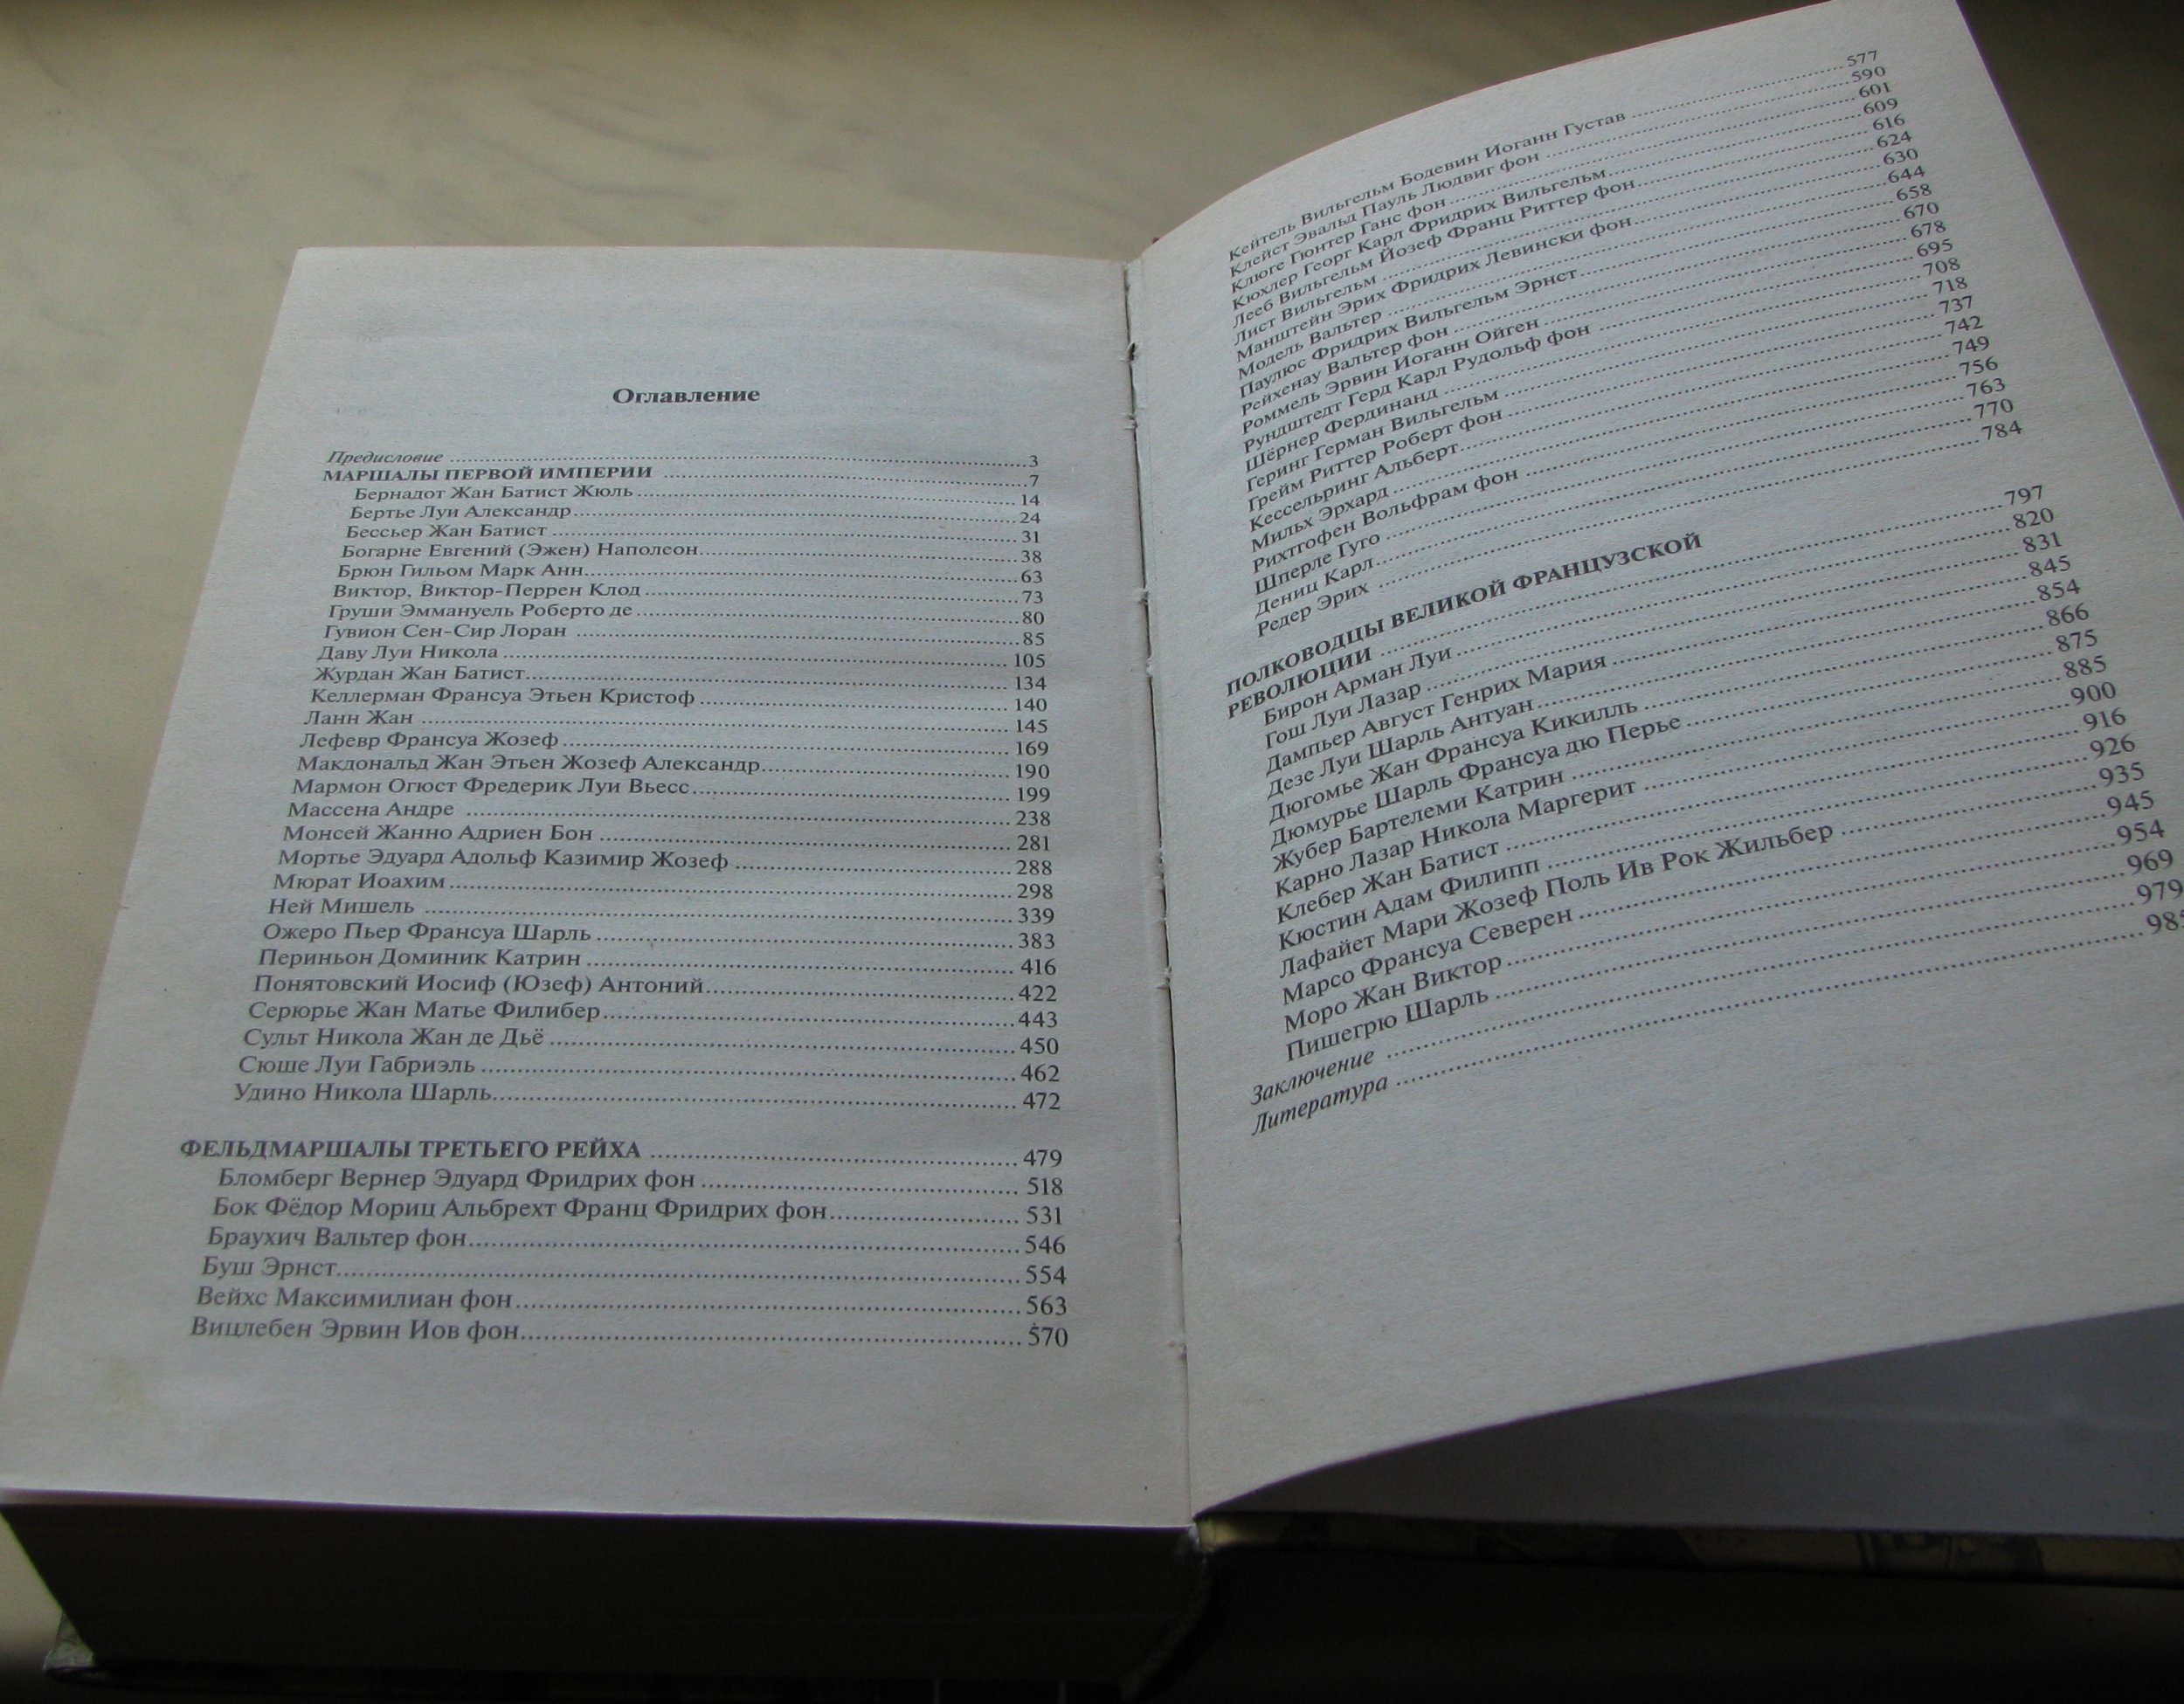 Оглавление
Предисловие ........ 3
МАРШАЛЫ ПЕРВОЙ ИМПЕРИИ ........ 7
Бернадот Жан Батист Жюль ........ 14
Бертье Луи Александр ........ 24
Бессьер Жан Батист ........ 31
Богарне Евгений (Эжен) Наполеон ........ 38
Брюн Гильом Марк Анн ........ 63
Виктор, Виктор-Перрен Клод ........ 73
Груши Эммануель Роберто де ........ 80
Гувион Сен-Сир Лоран ........ 85
Даву Луи Никола ........ 105
Журдан Жан Батист ........ 134
Келлерман Франсуа Этьен Кристоф ........ 140
Ланн Жан ........ 145
Лефевр Франсуа Жозеф ........ 169
Макдональд Жан Этьен Жозеф Александр ........ 190
Мармон Огюст Фредерик Луи Вьесс ........ 199
Массена Андре ........ 238
Монсей Жанно Адриен Бон ........ 281
Мортье Эдуард Адольф Казимир Жозеф ........ 288
Мюрат Иоахим ........ 298
Ней Мишель ........ 339
Ожеро Пьер Франсуа Шарль ........ 383
Периньон Доминик Катрин ........ 416
Понятовский Иосиф (Юзеф) Антоний ........ 422
Серюрье Жан Матье Филибер ........ 443
Сульт Никола Жан де Дьё ........ 450
Сюше Луи Габриэль ........ 462
Удино Никола Шарль ........ 472
ФЕЛЬДМАРШАЛЫ ТРЕТЬЕГО РЕЙХА ........ 479
Бломберг Вернер Эдуард Фридрих фон ........ 518
Бок Фёдор Мориц Альбрехт Франц Фридрих фон ........ 531
Браухич Вальтер фон ........ 546
Буш Эрнст ........ 554
Вейхс Максимилиан фон ........ 563
Вицлебен Эрвин Иов фон ........ 570
Кейтель Вильгельм Бодевин Иоганн Густав ........ 577
Клейст Эвальд Пауль Людвиг фон ........ 590
Клюге Гюнтер Ганс фон ........ 601
Кюхлер Георг Карл Фридрих Вильгельм ........ 609
Лееб Вильгельм Йозеф Франц Риттер фон ........ 616
Лист Вильгельм ........ 624
Манштейн Эрих Фридрих Левински фон ........ 630
Модель Вальтер ........ 644
Паулюс Фридрих Вильгельм Эрнст ........ 658
Рейхенау Вальтер фон ........ 670
Роммель Эрвин Иоганн Ойген ........ 678
Рундштедт Герд Карл Рудольф фон ........ 695
Шёрнер Фердинанд ........ 708
Геринг Герман Вильгельм ........ 718
Грейм Риттер Роберт фон ........ 737
Кессельринг Альберт ........ 742
Мильх Эрхард ........ 749
Рихтгофен Вольфрам фон ........ 756
Шперле Гуго ........ 763
Дениц Карл ........ 770
Редер Эрих ........ 784
ПОЛКОВОДЦЫ ВЕЛИКОЙ ФРАНЦУЗСКОЙ
РЕВОЛЮЦИИ ........ 797
Бирон Арман Луи ........ 820
Гош Луи Лазар ........ 831
Дампьер Август Генрих Мария ........ 845
Дезе Луи Шарль Антуан ........ 854
Дюгомье Жан Франсуа Кикилль ........ 866
Дюмурье Шарль Франсуа дю Перье ........ 875
Жубер Бартелеми Катрин ........ 885
Карно Лазар Никола Маргерит ........ 900
Клебер Жан Батист ........ 916
Кюстин Адам Филипп ........ 926
Лафайет Мари Жозеф Поль Ив Рок Жильбер ........ 935
Марсо Франсуа Северен ........ 945
Моро Жан Виктор ........ 954
Пишегрю Шарль ........ 969
Заключение ........ 979
Литература ........ 985